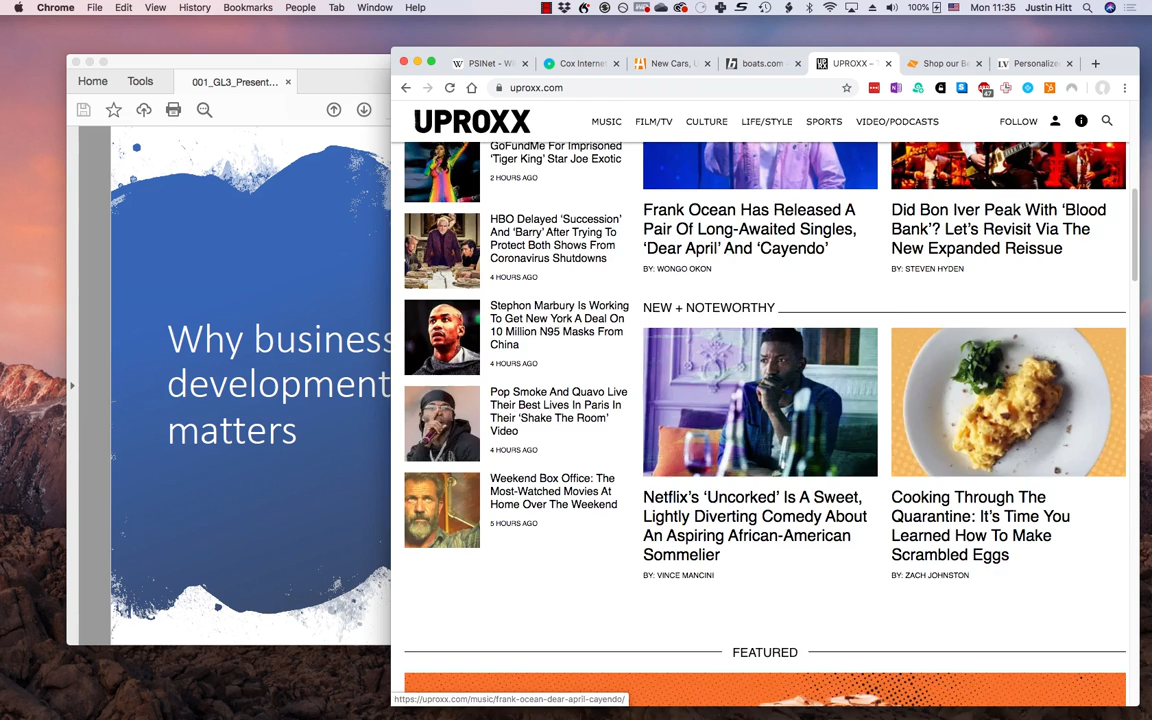 Chrome File Edit View History Bookmarks People Tab Window Help
100% Mon 11:35 Justin Hitt
Home Tools 001_GL3_Present... ×
Why business
development
matters
PSINet - Wi × Cox Internet × New Cars, U × boats.com × UPROXX – T × Shop our Be × Personalize × +
uproxx.com
UPROXX
MUSIC FILM/TV CULTURE LIFE/STYLE SPORTS VIDEO/PODCASTS FOLLOW
GoFundMe For Imprisoned
‘Tiger King’ Star Joe Exotic
2 HOURS AGO
HBO Delayed ‘Succession’
And ‘Barry’ After Trying To
Protect Both Shows From
Coronavirus Shutdowns
4 HOURS AGO
Stephon Marbury Is Working
To Get New York A Deal On
10 Million N95 Masks From
China
4 HOURS AGO
Pop Smoke And Quavo Live
Their Best Lives In Paris In
Their ‘Shake The Room’
Video
4 HOURS AGO
Weekend Box Office: The
Most-Watched Movies At
Home Over The Weekend
5 HOURS AGO
Frank Ocean Has Released A
Pair Of Long-Awaited Singles,
‘Dear April’ And ‘Cayendo’
BY: WONGO OKON
Did Bon Iver Peak With ‘Blood
Bank’? Let’s Revisit Via The
New Expanded Reissue
BY: STEVEN HYDEN
NEW + NOTEWORTHY
Netflix’s ‘Uncorked’ Is A Sweet,
Lightly Diverting Comedy About
An Aspiring African-American
Sommelier
BY: VINCE MANCINI
Cooking Through The
Quarantine: It’s Time You
Learned How To Make
Scrambled Eggs
BY: ZACH JOHNSTON
FEATURED
https://uproxx.com/music/frank-ocean-dear-april-cayendo/